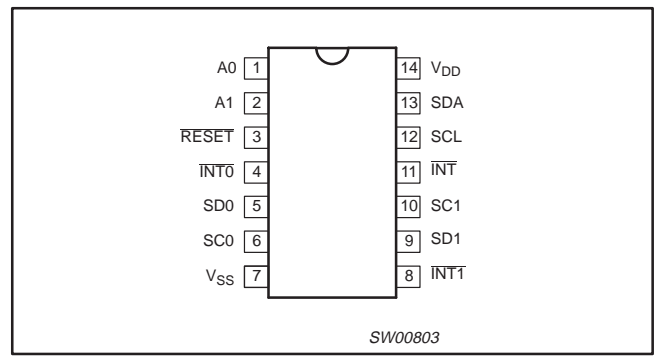 A0 1 14 VDD
A1 2 13 SDA
RESET 3 12 SCL
INT0 4 11 INT
SD0 5 10 SC1
SC0 6 9 SD1
VSS 7 8 INT1
SW00803